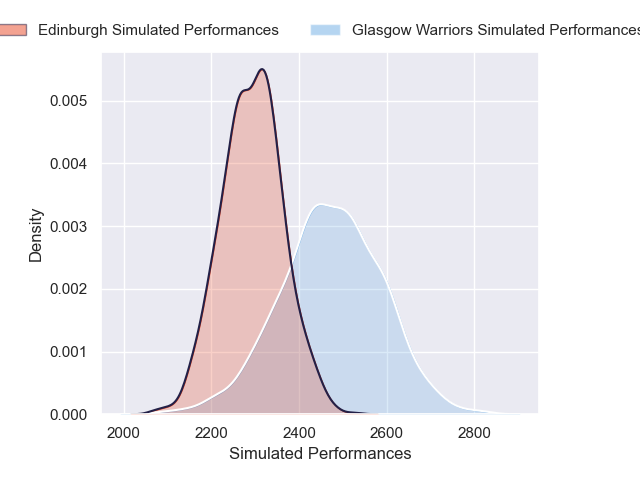 Edinburgh Simulated Performances
Glasgow Warriors Simulated Performances
0.005
0.004
0.003
0.002
0.001
0.000
Density
2000 2200 2400 2600 2800
Simulated Performances